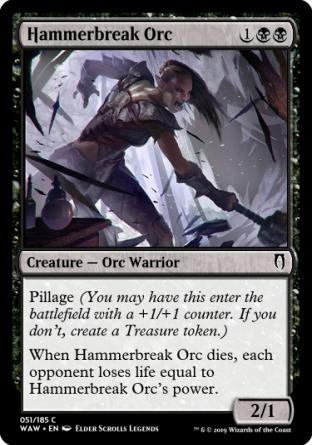 Hammerbreak Orc 1
Creature — Orc Warrior
Pillage (You may have this enter the
battlefield with a +1/+1 counter. If you
don't, create a Treasure token.)
When Hammerbreak Orc dies, each
opponent loses life equal to
Hammerbreak Orc's power.
2/1
051/185 C
WAW • EN Elder Scrolls Legends
™ & © 2019 Wizards of the Coast